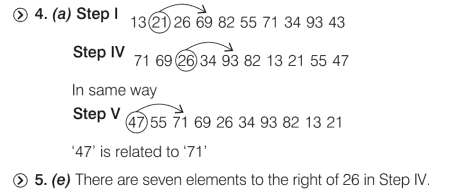 4. (a) Step I 13 21 26 69 82 55 71 34 93 43
Step IV 71 69 26 34 93 82 13 21 55 47
In same way
Step V 47 55 71 69 26 34 93 82 13 21
‘47’ is related to ‘71’
5. (e) There are seven elements to the right of 26 in Step IV.